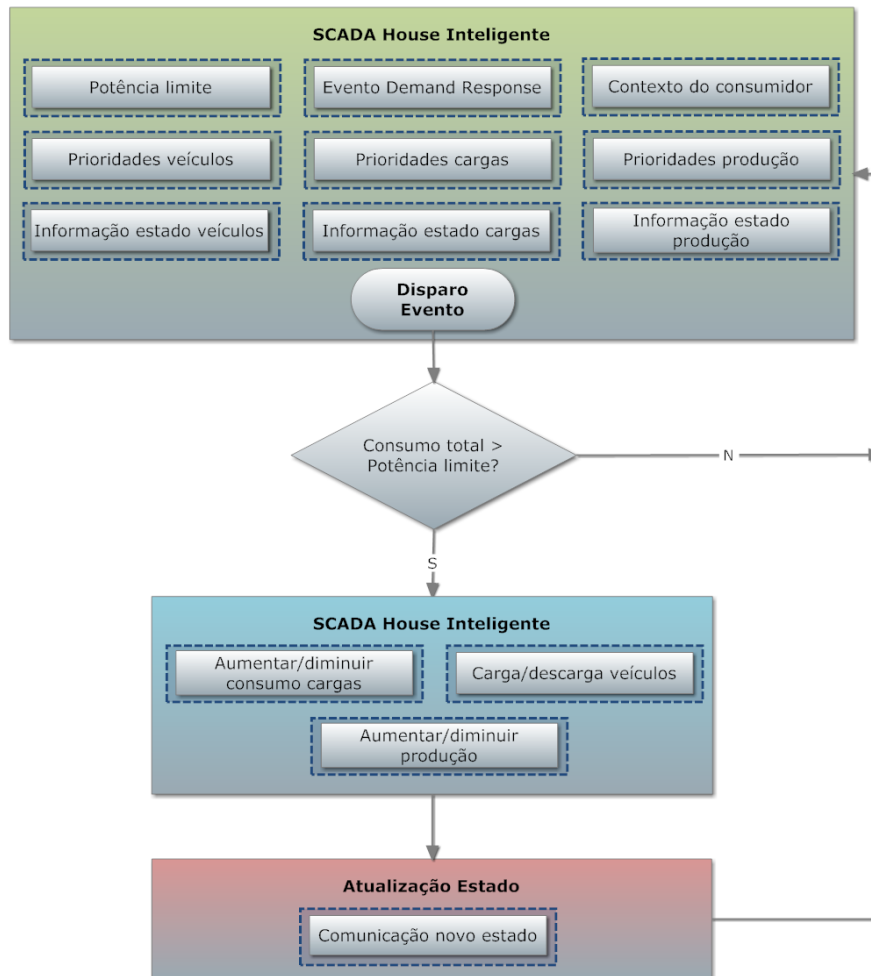 SCADA House Inteligente
Potência limite
Evento Demand Response
Contexto do consumidor
Prioridades veículos
Prioridades cargas
Prioridades produção
Informação estado veículos
Informação estado cargas
Informação estado
produção
Disparo
Evento
Consumo total >
Potência limite?
N
S
SCADA House Inteligente
Aumentar/diminuir
consumo cargas
Carga/descarga veículos
Aumentar/diminuir
produção
Atualização Estado
Comunicação novo estado